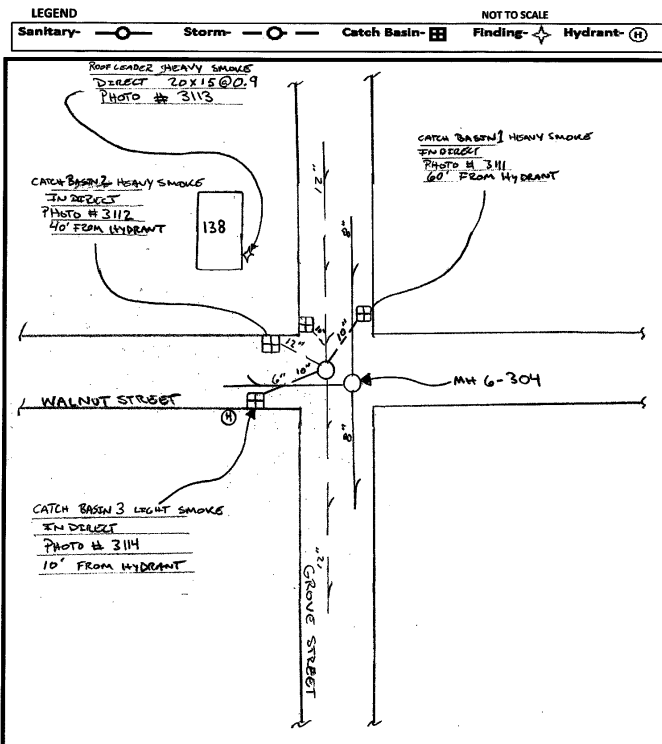 LEGEND
NOT TO SCALE
Sanitary- Storm- Catch Basin- Finding- Hydrant- H
ROOF LEADER HEAVY SMOKE
DIRECT 20X15@0.9
PHOTO # 3113
CATCH BASIN 1 HEAVY SMOKE
INDIRECT
PHOTO # 3111
60' FROM HYDRANT
CATCH BASIN 2 HEAVY SMOKE
INDIRECT
PHOTO # 3112
40' FROM HYDRANT
138
12"
8"
12"
10"
6"
10"
MH 6-304
WALNUT STREET
H
8"
CATCH BASIN 3 LIGHT SMOKE
INDIRECT
PHOTO # 3114
10' FROM HYDRANT
12"
GROVE STREET